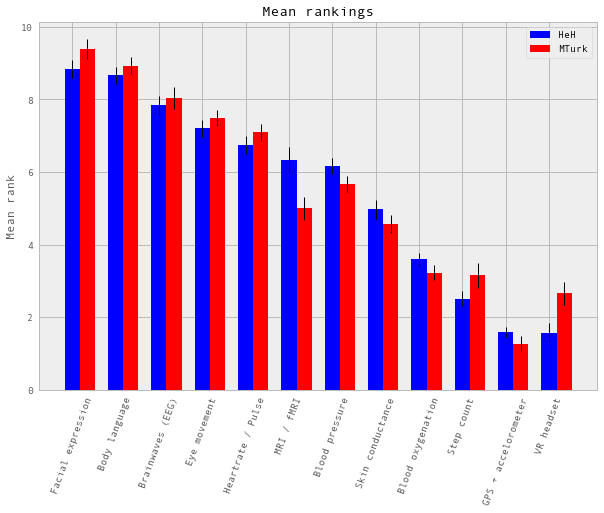 Mean rankings
HeH
MTurk
Mean rank
10
8
6
4
2
0
Facial expression
Body language
Brainwaves (EEG)
Eye movement
Heartrate / Pulse
MRI / fMRI
Blood pressure
Skin conductance
Blood oxygenation
Step count
GPS + accelorometer
VR headset